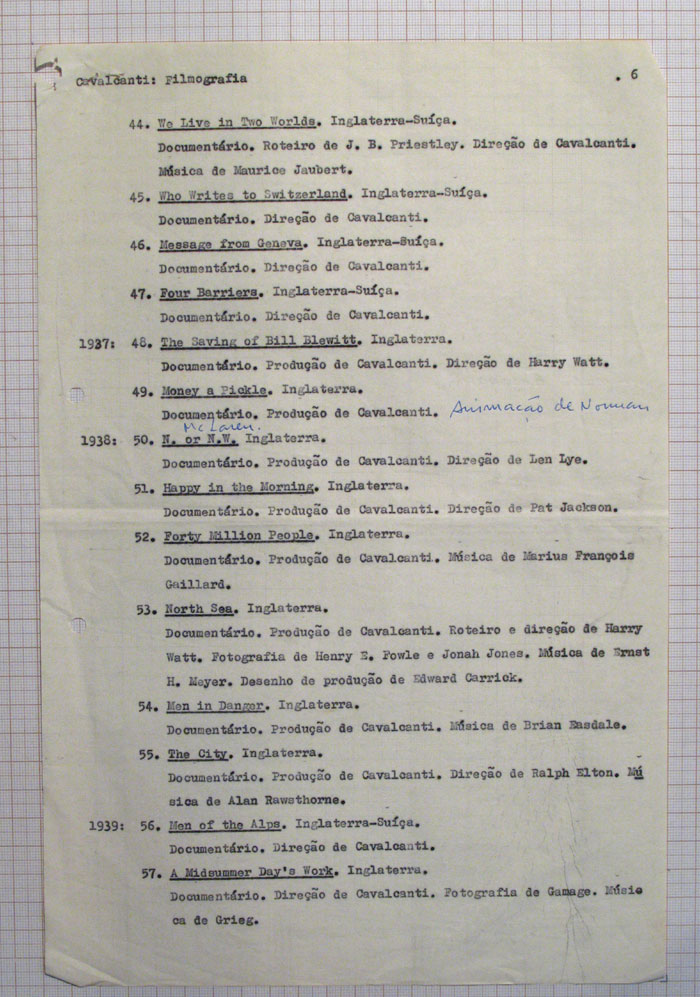 Cavalcanti: Filmografia . 6
44. We Live in Two Worlds. Inglaterra-Suíça.
Documentário. Roteiro de J. B. Priestley. Direção de Cavalcanti.
Música de Maurice Jaubert.
45. Who Writes to Switzerland. Inglaterra-Suíça.
Documentário. Direção de Cavalcanti.
46. Message from Geneva. Inglaterra-Suíça.
Documentário. Direção de Cavalcanti.
47. Four Barriers. Inglaterra-Suíça.
Documentário. Direção de Cavalcanti.
1937: 48. The Saving of Bill Blewitt. Inglaterra.
Documentário. Produção de Cavalcanti. Direção de Harry Watt.
49. Money a Pickle. Inglaterra.
Documentário. Produção de Cavalcanti. Animação de Norman
McLaren.
1938: 50. N. or N.W. Inglaterra.
Documentário. Produção de Cavalcanti. Direção de Len Lye.
51. Happy in the Morning. Inglaterra.
Documentário. Produção de Cavalcanti. Direção de Pat Jackson.
52. Forty Million People. Inglaterra.
Documentário. Produção de Cavalcanti. Música de Marius François
Gaillard.
53. North Sea. Inglaterra.
Documentário. Produção de Cavalcanti. Roteiro e direção de Harry
Watt. Fotografia de Henry E. Fowle e Jonah Jones. Música de Ernst
H. Meyer. Desenho de produção de Edward Carrick.
54. Men in Danger. Inglaterra.
Documentário. Produção de Cavalcanti. Música de Brian Easdale.
55. The City. Inglaterra.
Documentário. Produção de Cavalcanti. Direção de Ralph Elton. Mú
sica de Alan Rawsthorne.
1939: 56. Men of the Alps. Inglaterra-Suíça.
Documentário. Direção de Cavalcanti.
57. A Midsummer Day's Work. Inglaterra.
Documentário. Direção de Cavalcanti. Fotografia de Gamage. Músic
ca de Grieg.